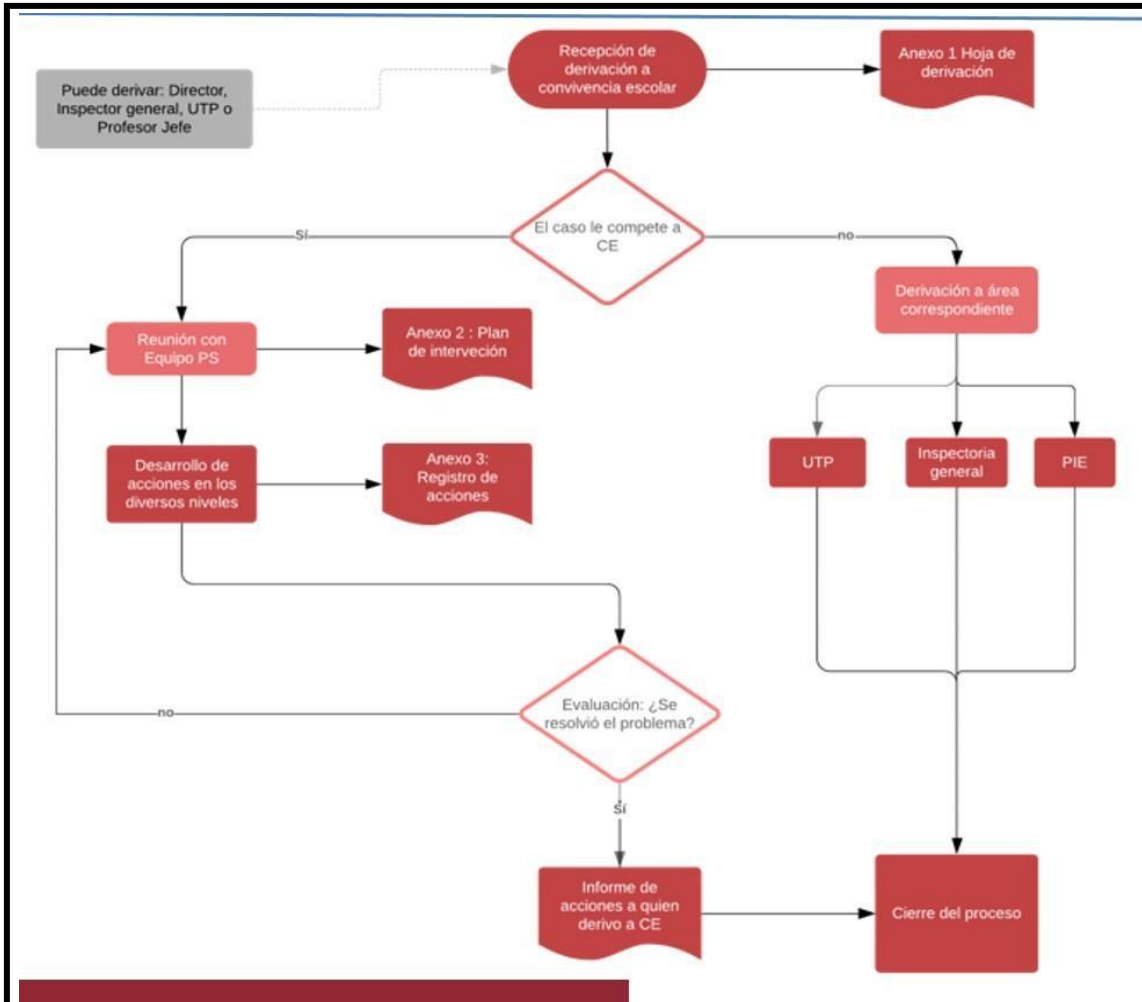 Recepción de
derivación a
convivencia escolar
Anexo 1 Hoja de
derivación
Puede derivar: Director,
Inspector general, UTP o
Profesor Jefe
El caso le compete a
CE
Sí
no
Derivación a área
correspondiente
Reunión con
Equipo PS
Anexo 2 : Plan
de interveción
Desarrollo de
acciones en los
diversos niveles
Anexo 3:
Registro de
acciones
UTP
Inspectoria
general
PIE
Evaluación: ¿Se
resolvió el problema?
no
Sí
Informe de
acciones a quien
derivo a CE
Cierre del proceso